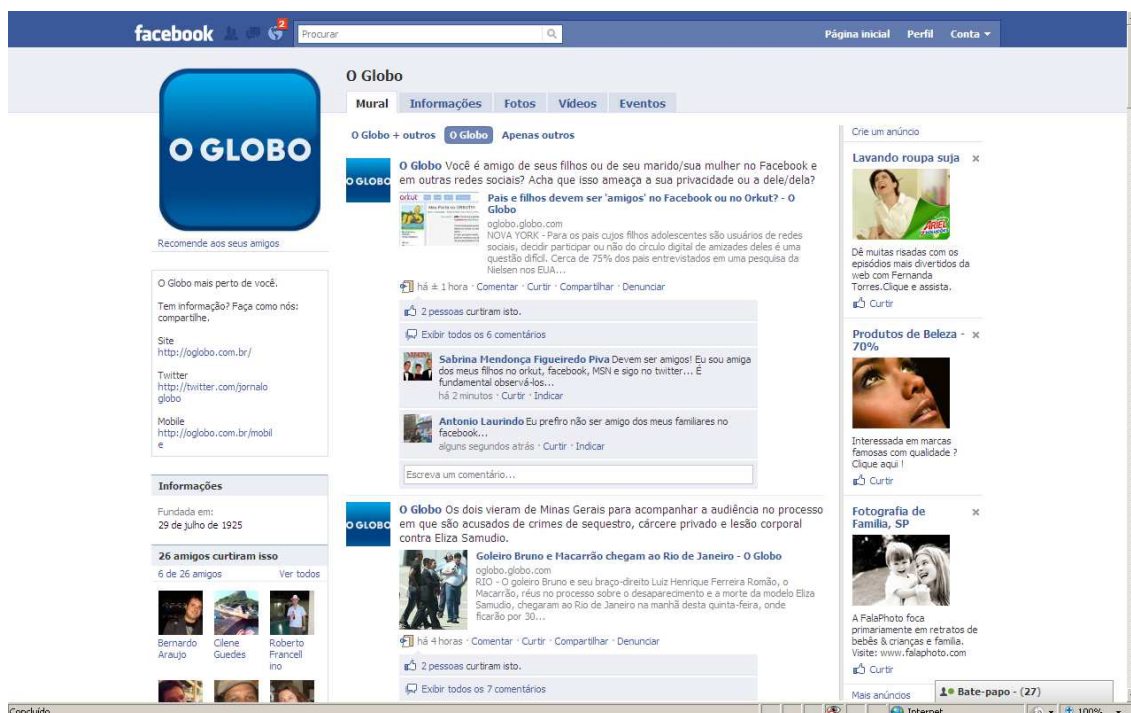 facebook
2
Procurar
Página inicial Perfil Conta
O GLOBO
Recomende aos seus amigos
O Globo mais perto de você.
Tem informação? Faça como nós:
compartilhe.
Site
http://oglobo.com.br/
Twitter
http://twitter.com/jornalo
globo
Mobile
http://oglobo.com.br/mobil
e
Informações
Fundada em:
29 de julho de 1925
26 amigos curtiram isso
6 de 26 amigos Ver todos
Bernardo
Araujo
Cilene
Guedes
Roberto
Francell
ino
O Globo
Mural Informações Fotos Vídeos Eventos
O Globo + outros O Globo Apenas outros
O GLOBO
O Globo Você é amigo de seus filhos ou de seu marido/sua mulher no Facebook e
em outras redes sociais? Acha que isso ameaça a sua privacidade ou a dele/dela?
orkut
Pais e filhos devem ser 'amigos' no Facebook ou no Orkut? - O
Globo
oglobo.globo.com
NOVA YORK - Para os pais cujos filhos adolescentes são usuários de redes
sociais, decidir participar ou não do círculo digital de amizades deles é uma
questão difícil. Cerca de 75% dos pais entrevistados em uma pesquisa da
Nielsen nos EUA...
há ± 1 hora · Comentar · Curtir · Compartilhar · Denunciar
2 pessoas curtiram isto.
Exibir todos os 6 comentários
Sabrina Mendonça Figueiredo Piva Devem ser amigos! Eu sou amiga
dos meus filhos no orkut, facebook, MSN e sigo no twitter... É
fundamental observá-los...
há 2 minutos · Curtir · Indicar
Antonio Laurindo Eu prefiro não ser amigo dos meus familiares no
facebook...
alguns segundos atrás · Curtir · Indicar
Escreva um comentário...
O GLOBO
O Globo Os dois vieram de Minas Gerais para acompanhar a audiência no processo
em que são acusados de crimes de sequestro, cárcere privado e lesão corporal
contra Eliza Samudio.
Goleiro Bruno e Macarrão chegam ao Rio de Janeiro - O Globo
oglobo.globo.com
RIO - O goleiro Bruno e seu braço-direito Luiz Henrique Ferreira Romão, o
Macarrão, réus no processo sobre o desaparecimento e a morte da modelo Eliza
Samudio, chegaram ao Rio de Janeiro na manhã desta quinta-feira, onde
ficarão por 30...
há 4 horas · Comentar · Curtir · Compartilhar · Denunciar
2 pessoas curtiram isto.
Exibir todos os 7 comentários
Crie um anúncio
Lavando roupa suja
ARIEL
Dê muitas risadas com os
episódios mais divertidos da
web com Fernanda
Torres.Clique e assista.
Curtir
Produtos de Beleza -
70%
Interessada em marcas
famosas com qualidade ?
Clique aqui !
Curtir
Fotografia de
Familia, SP
A FalaPhoto foca
primariamente em retratos de
bebês & crianças e família.
Visite: www.falaphoto.com
Curtir
Mais anúncios
Bate-papo - (27)
Concluído
Internet
100%